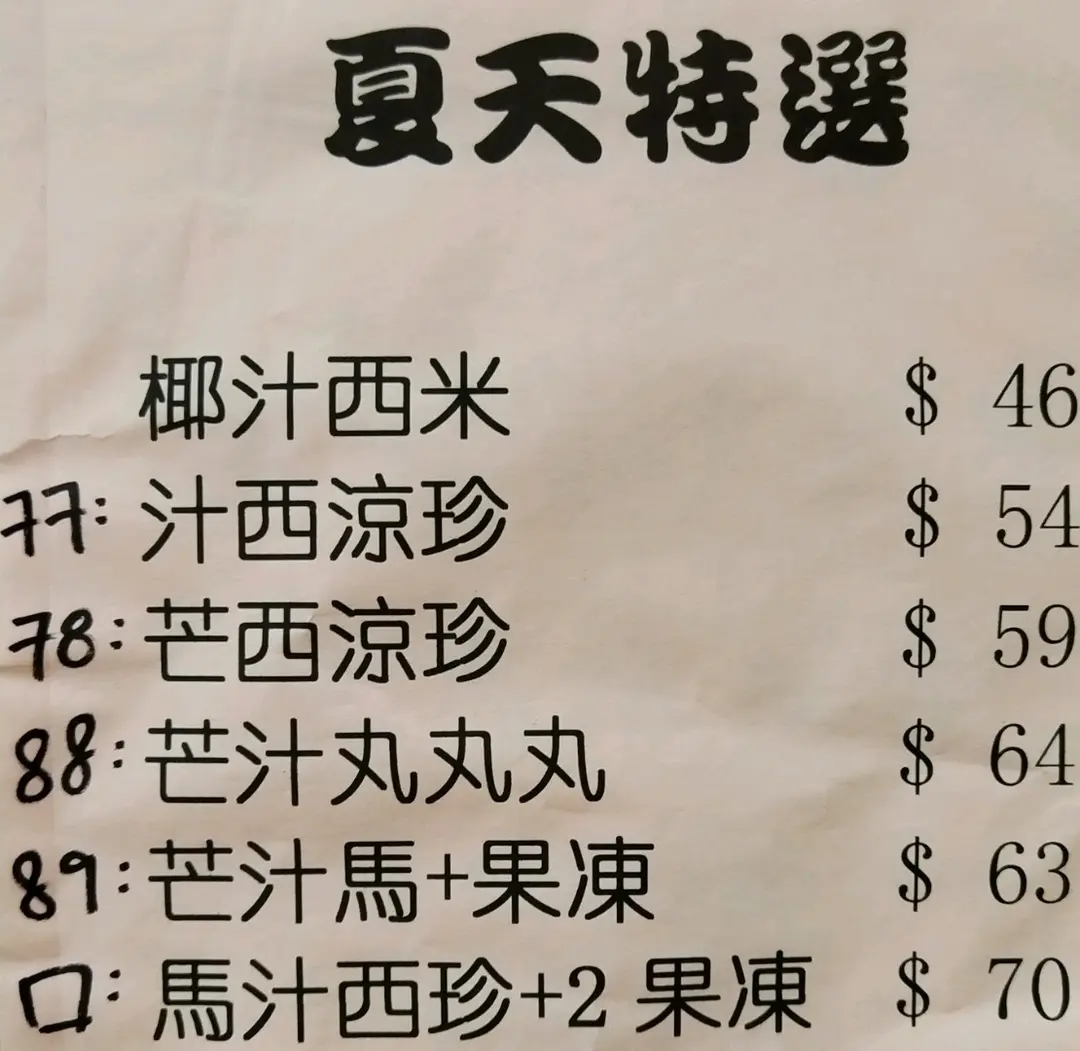 夏天特選
椰汁西米 $ 46
77: 汁西涼珍 $ 54
78: 芒西涼珍 $ 59
88: 芒汁丸丸丸 $ 64
89: 芒汁馬+果凍 $ 63
口: 馬汁西珍+2 果凍 $ 70